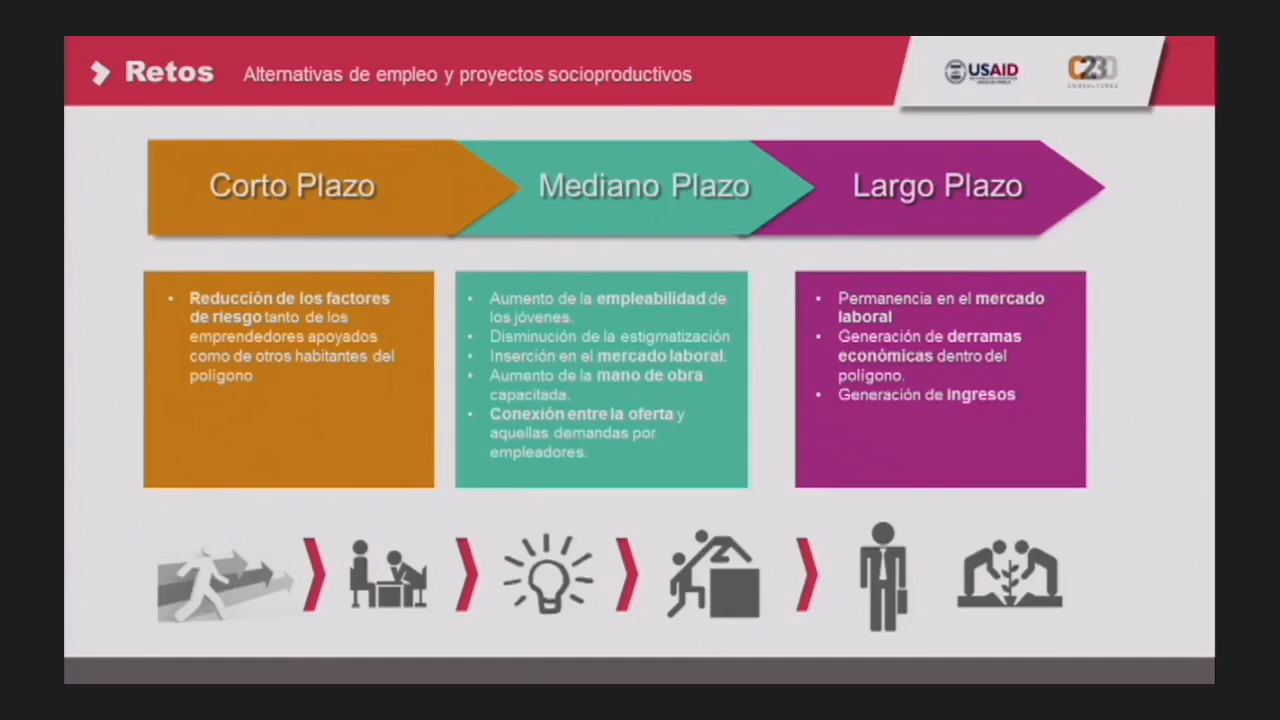 Retos
Alternativas de empleo y proyectos socioproductivos
USAID
C230
CONSULTORES
Corto Plazo
Mediano Plazo
Largo Plazo
• Reducción de los factores
de riesgo tanto de los
emprendedores apoyados
como de otros habitantes del
polígono
• Aumento de la empleabilidad de
los jóvenes.
• Disminución de la estigmatización
• Inserción en el mercado laboral.
• Aumento de la mano de obra
capacitada.
• Conexión entre la oferta y
aquellas demandas por
empleadores.
• Permanencia en el mercado
laboral
• Generación de derramas
económicas dentro del
polígono.
• Generación de ingresos